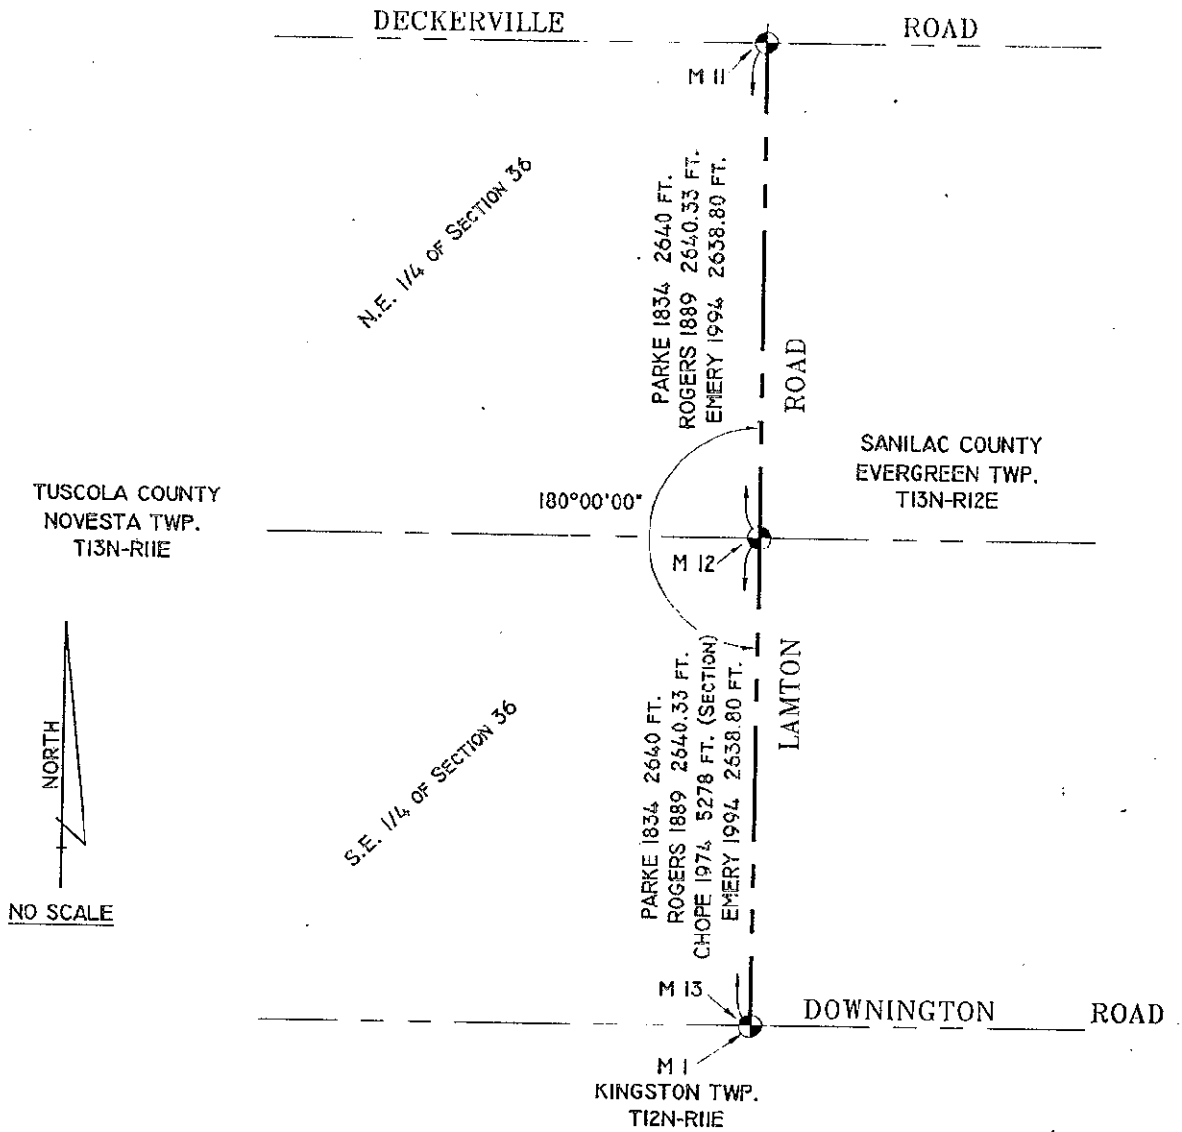 DECKERVILLE ROAD
M 11
N.E. 1/4 OF SECTION 36
PARKE 1834 2640 FT.
ROGERS 1889 2640.33 FT.
EMERY 1994 2638.80 FT.
ROAD
SANILAC COUNTY
EVERGREEN TWP.
T13N-R12E
TUSCOLA COUNTY
NOVESTA TWP.
T13N-R11E
180°00'00"
M 12
NORTH
NO SCALE
S.E. 1/4 OF SECTION 36
PARKE 1834 2640 FT.
ROGERS 1889 2640.33 FT.
CHOPE 1974 5278 FT. (SECTION)
EMERY 1994 2638.80 FT.
LAMTON
M 13
DOWNINGTON ROAD
M 1
KINGSTON TWP.
T12N-R11E